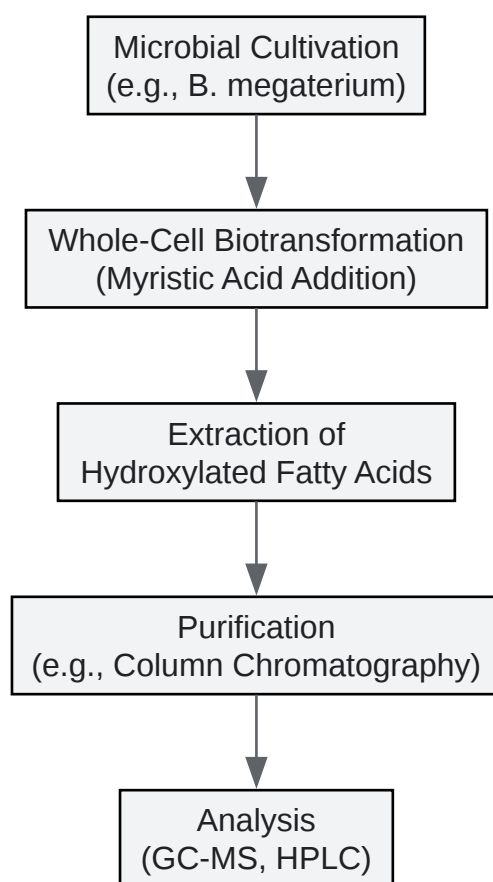 Microbial Cultivation
(e.g., B. megaterium)
Whole-Cell Biotransformation
(Myristic Acid Addition)
Extraction of
Hydroxylated Fatty Acids
Purification
(e.g., Column Chromatography)
Analysis
(GC-MS, HPLC)